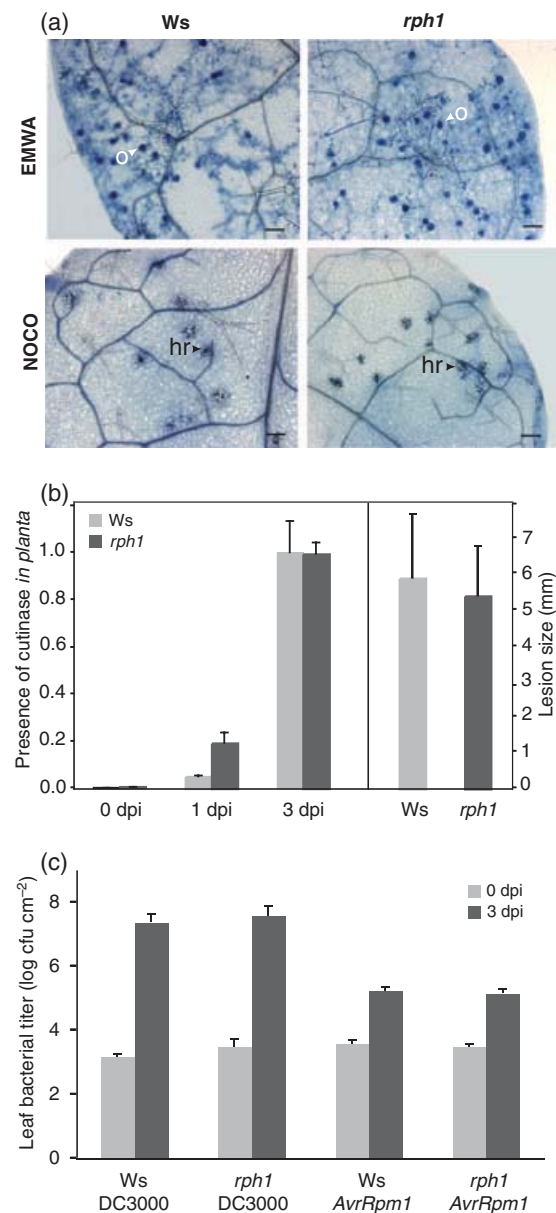 (a)
Ws
rph1
EMWA
o
o
NOCO
hr
hr
(b)
Ws
rph1
Presence of cutinase in planta
1.0
0.8
0.6
0.4
0.2
0.0
0 dpi
1 dpi
3 dpi
7
6
5
4
3
2
1
0
Lesion size (mm)
Ws
rph1
(c)
0 dpi
3 dpi
Leaf bacterial titer (log cfu cm⁻²)
8
6
4
2
0
Ws
DC3000
rph1
DC3000
Ws
AvrRpm1
rph1
AvrRpm1